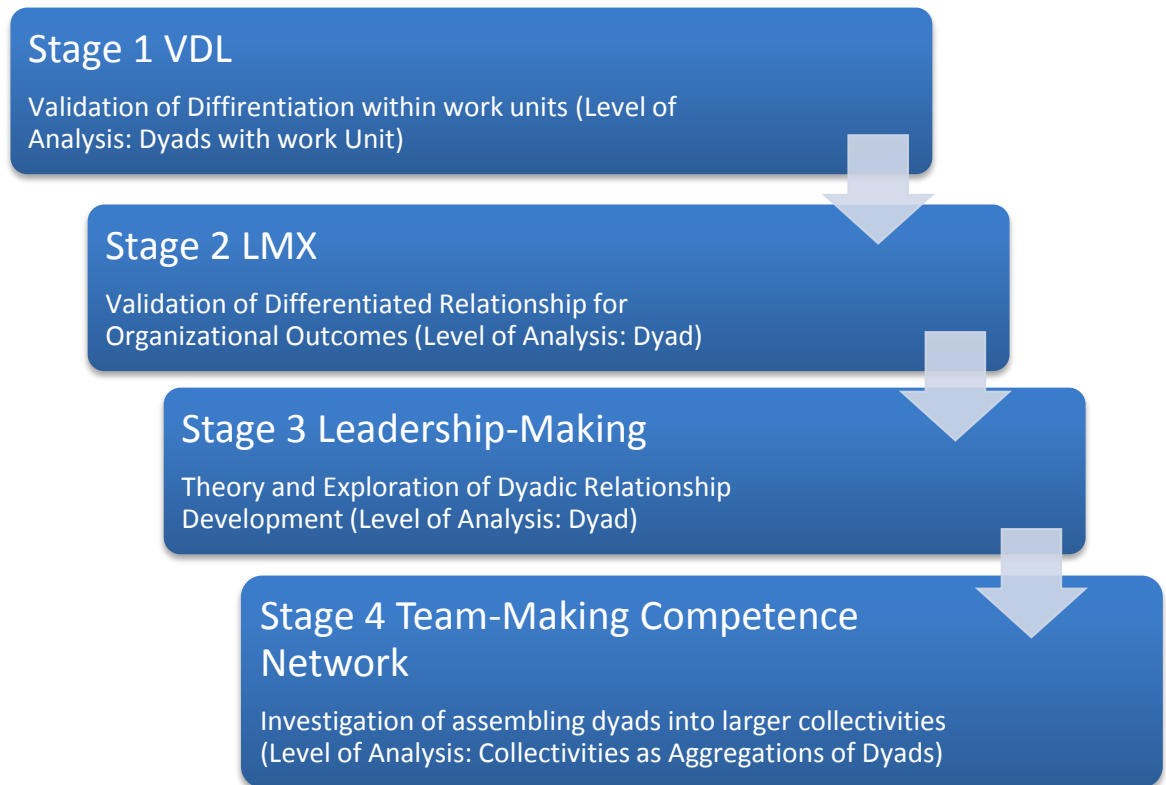 Stage 1 VDL
Validation of Diffirentiation within work units (Level of
Analysis: Dyads with work Unit)
Stage 2 LMX
Validation of Differentiated Relationship for
Organizational Outcomes (Level of Analysis: Dyad)
Stage 3 Leadership-Making
Theory and Exploration of Dyadic Relationship
Development (Level of Analysis: Dyad)
Stage 4 Team-Making Competence
Network
Investigation of assembling dyads into larger collectivities
(Level of Analysis: Collectivities as Aggregations of Dyads)